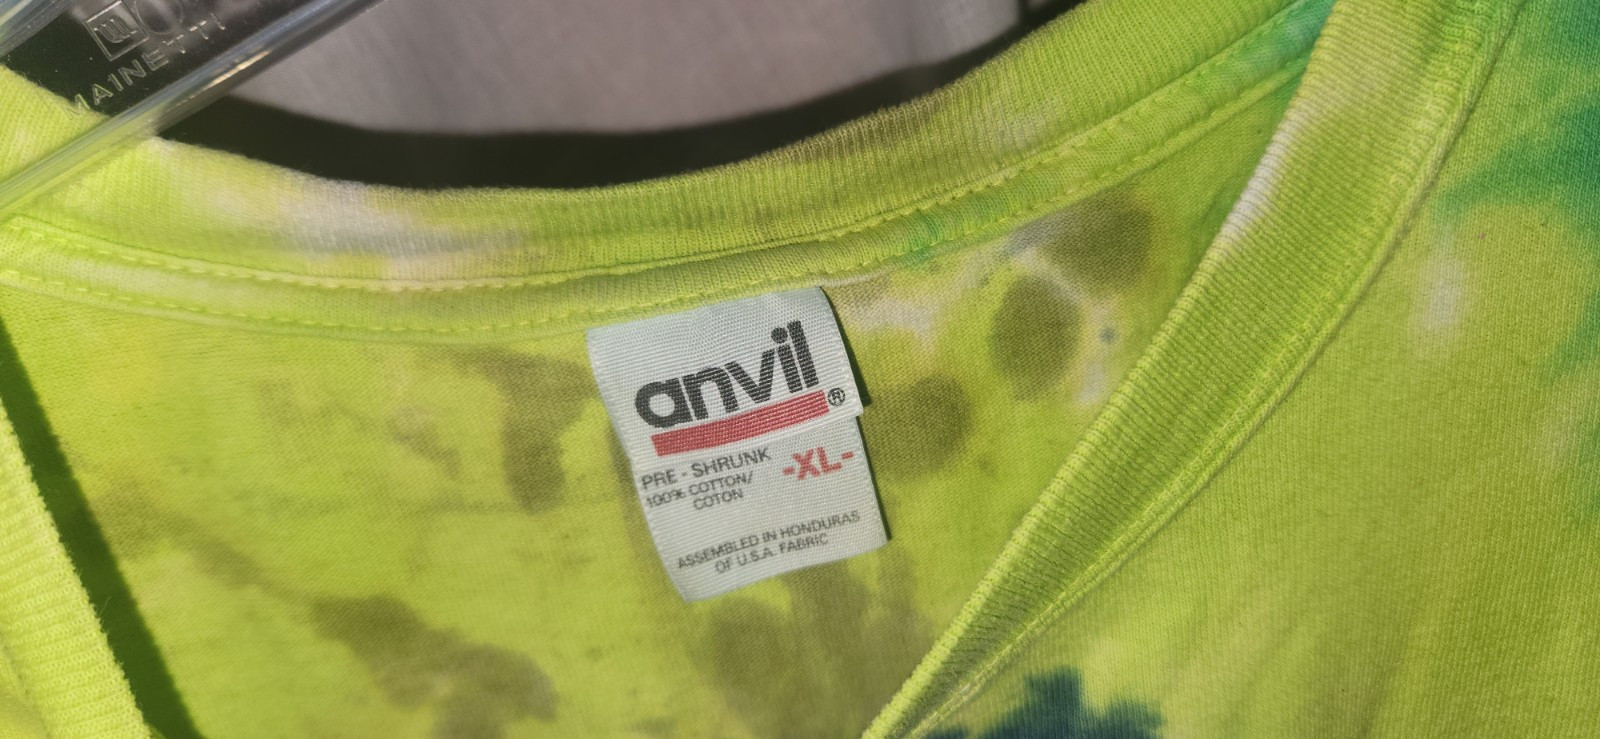 MAINETTI
anvil®
PRE-SHRUNK
100% COTTON/
COTON
-XL-
ASSEMBLED IN HONDURAS
OF U.S.A. FABRIC